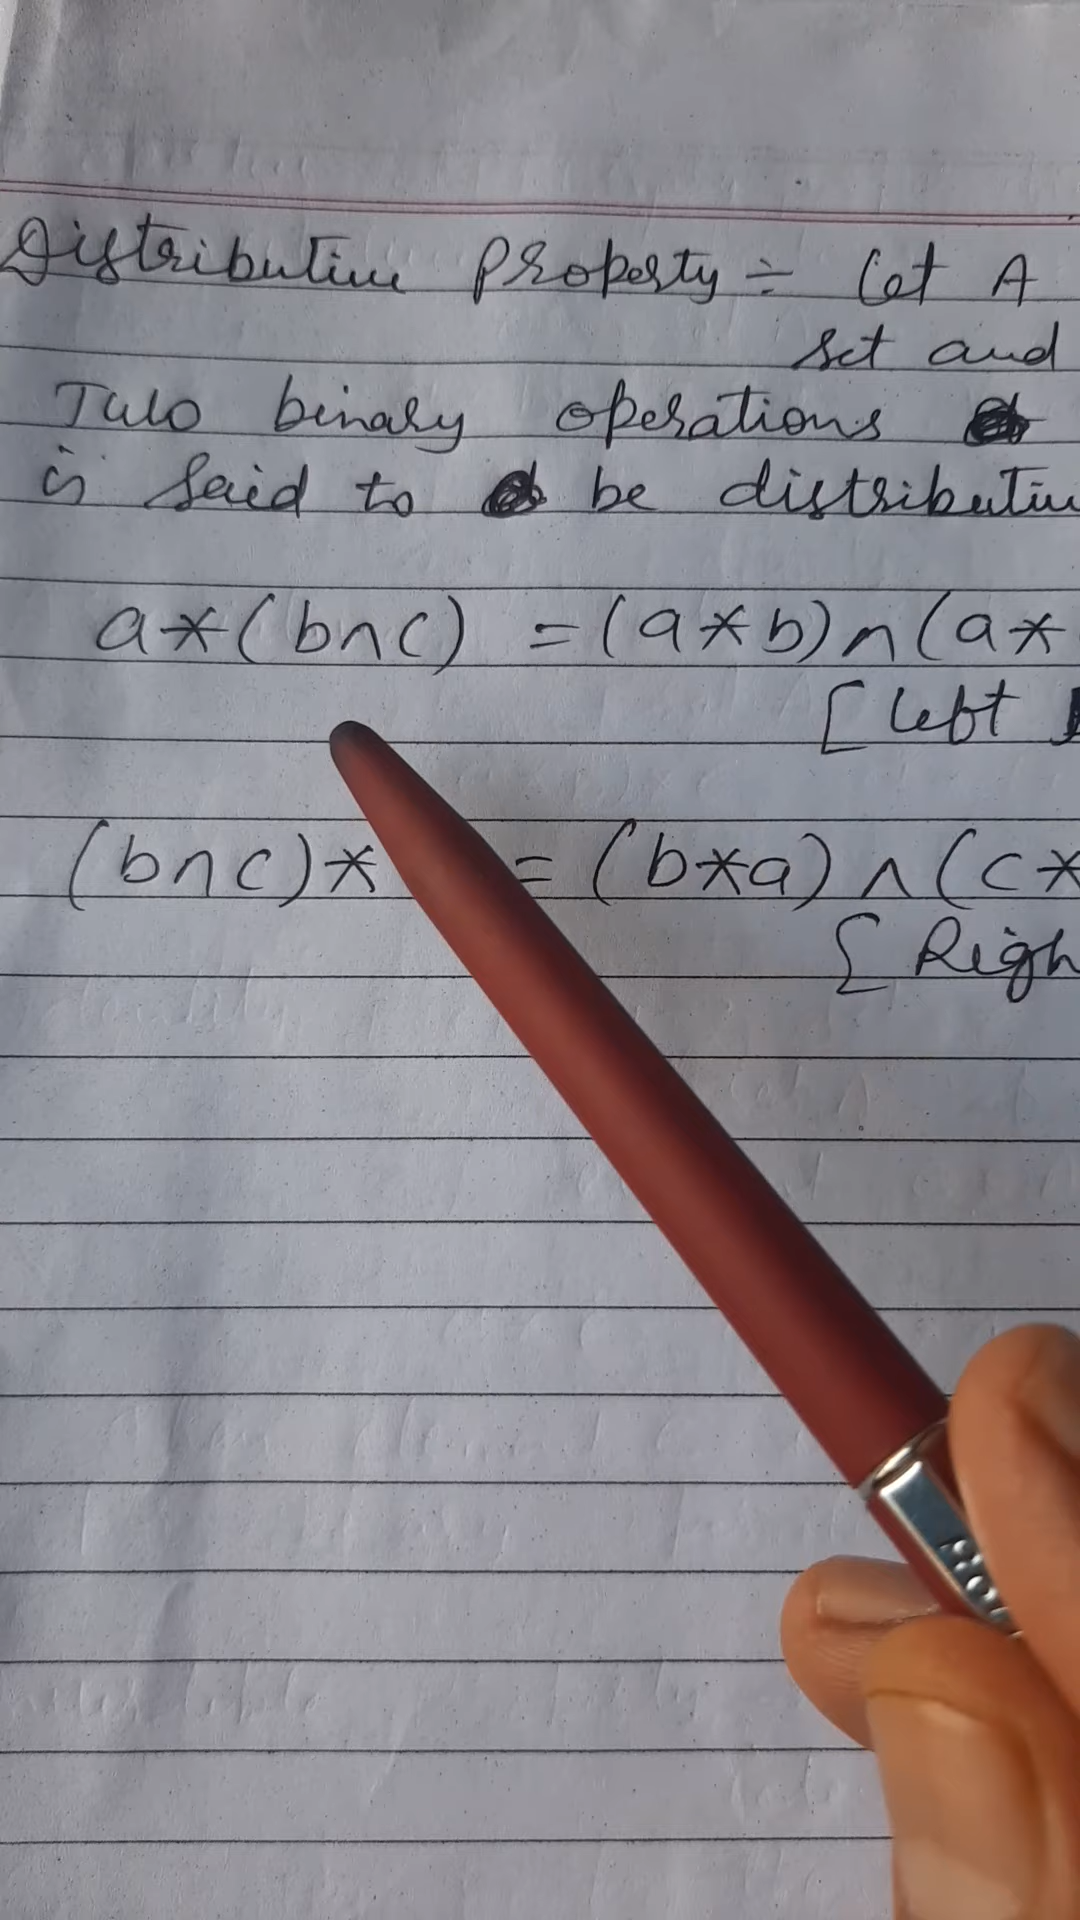 Distributive Property ÷ Let A
set and
Two binary operations
is said to be distributive
a*(b∩c) = (a*b)∩(a*
[Left
(b∩c)* = (b*a)∧(c*
[Righ